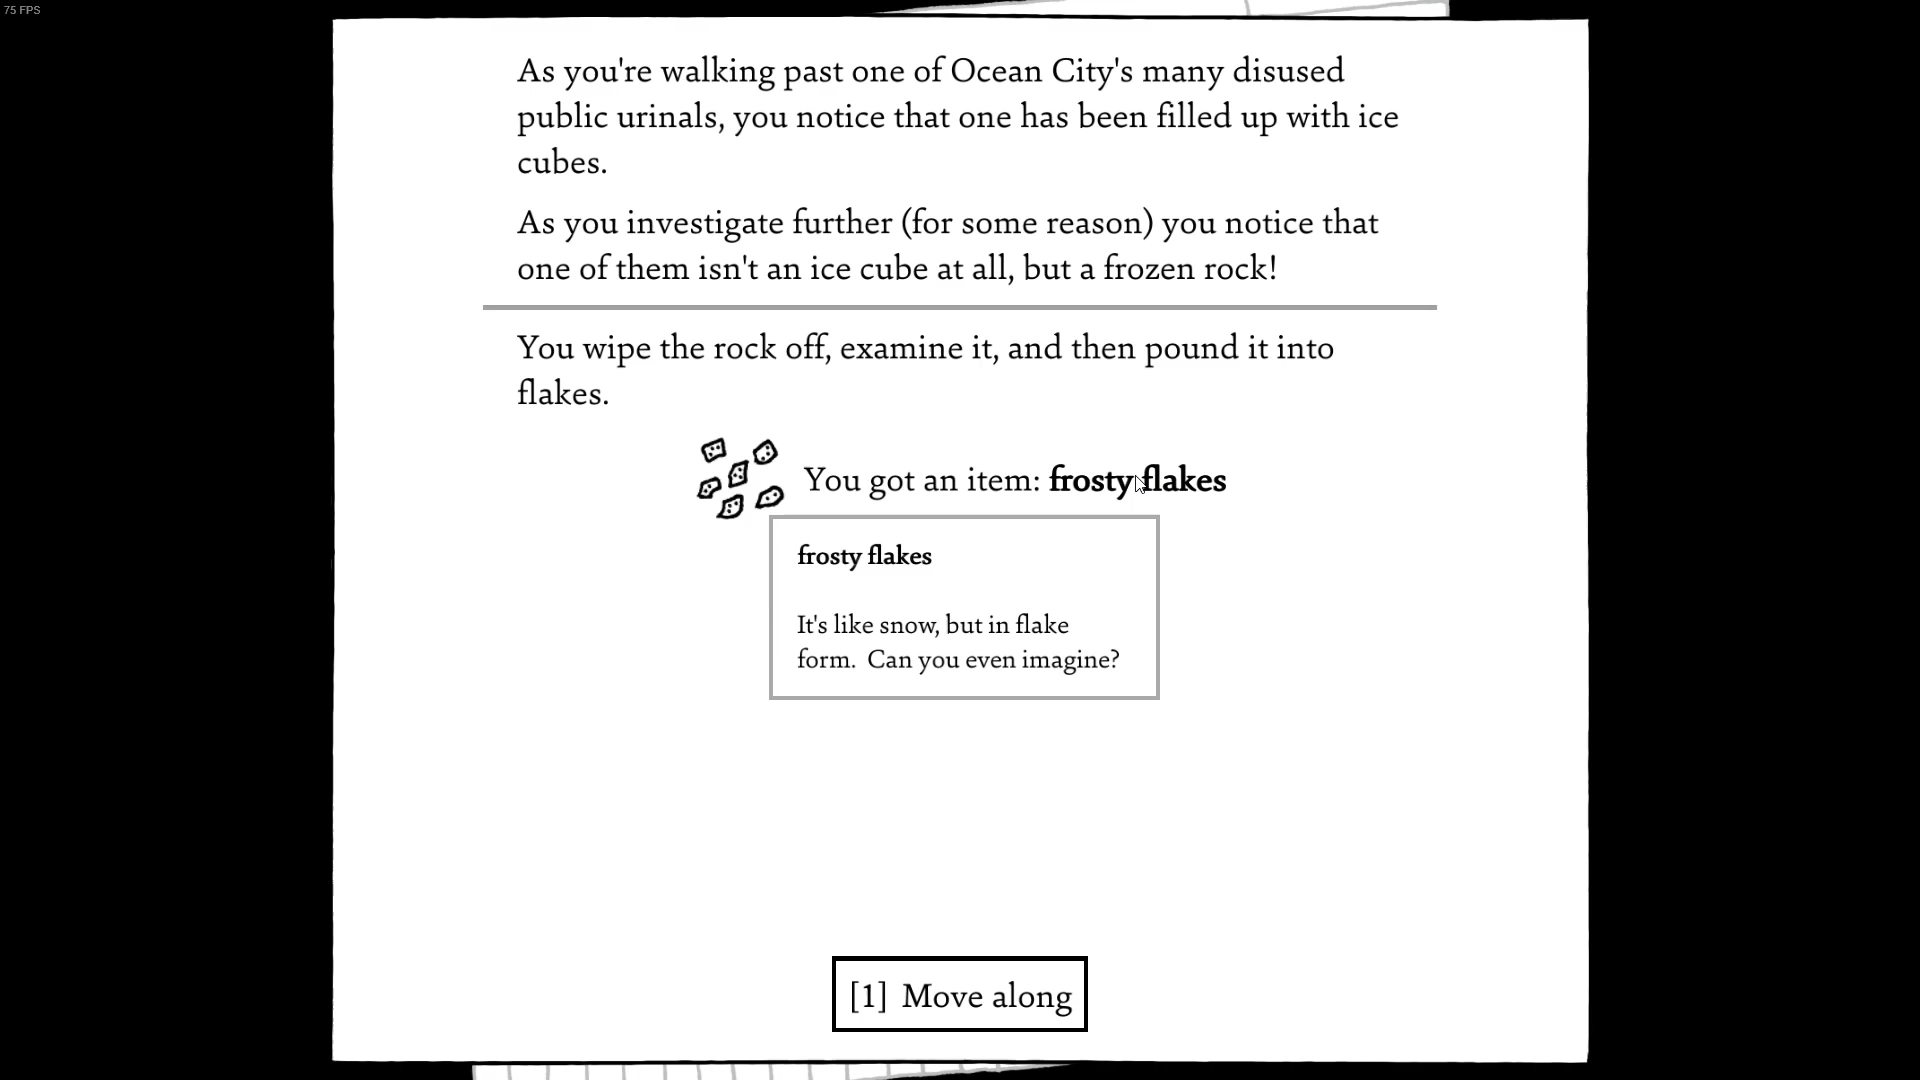 75 FPS
As you're walking past one of Ocean City's many disused
public urinals, you notice that one has been filled up with ice
cubes.
As you investigate further (for some reason) you notice that
one of them isn't an ice cube at all, but a frozen rock!
You wipe the rock off, examine it, and then pound it into
flakes.
You got an item: frosty flakes
frosty flakes
It's like snow, but in flake
form.  Can you even imagine?
[1] Move along